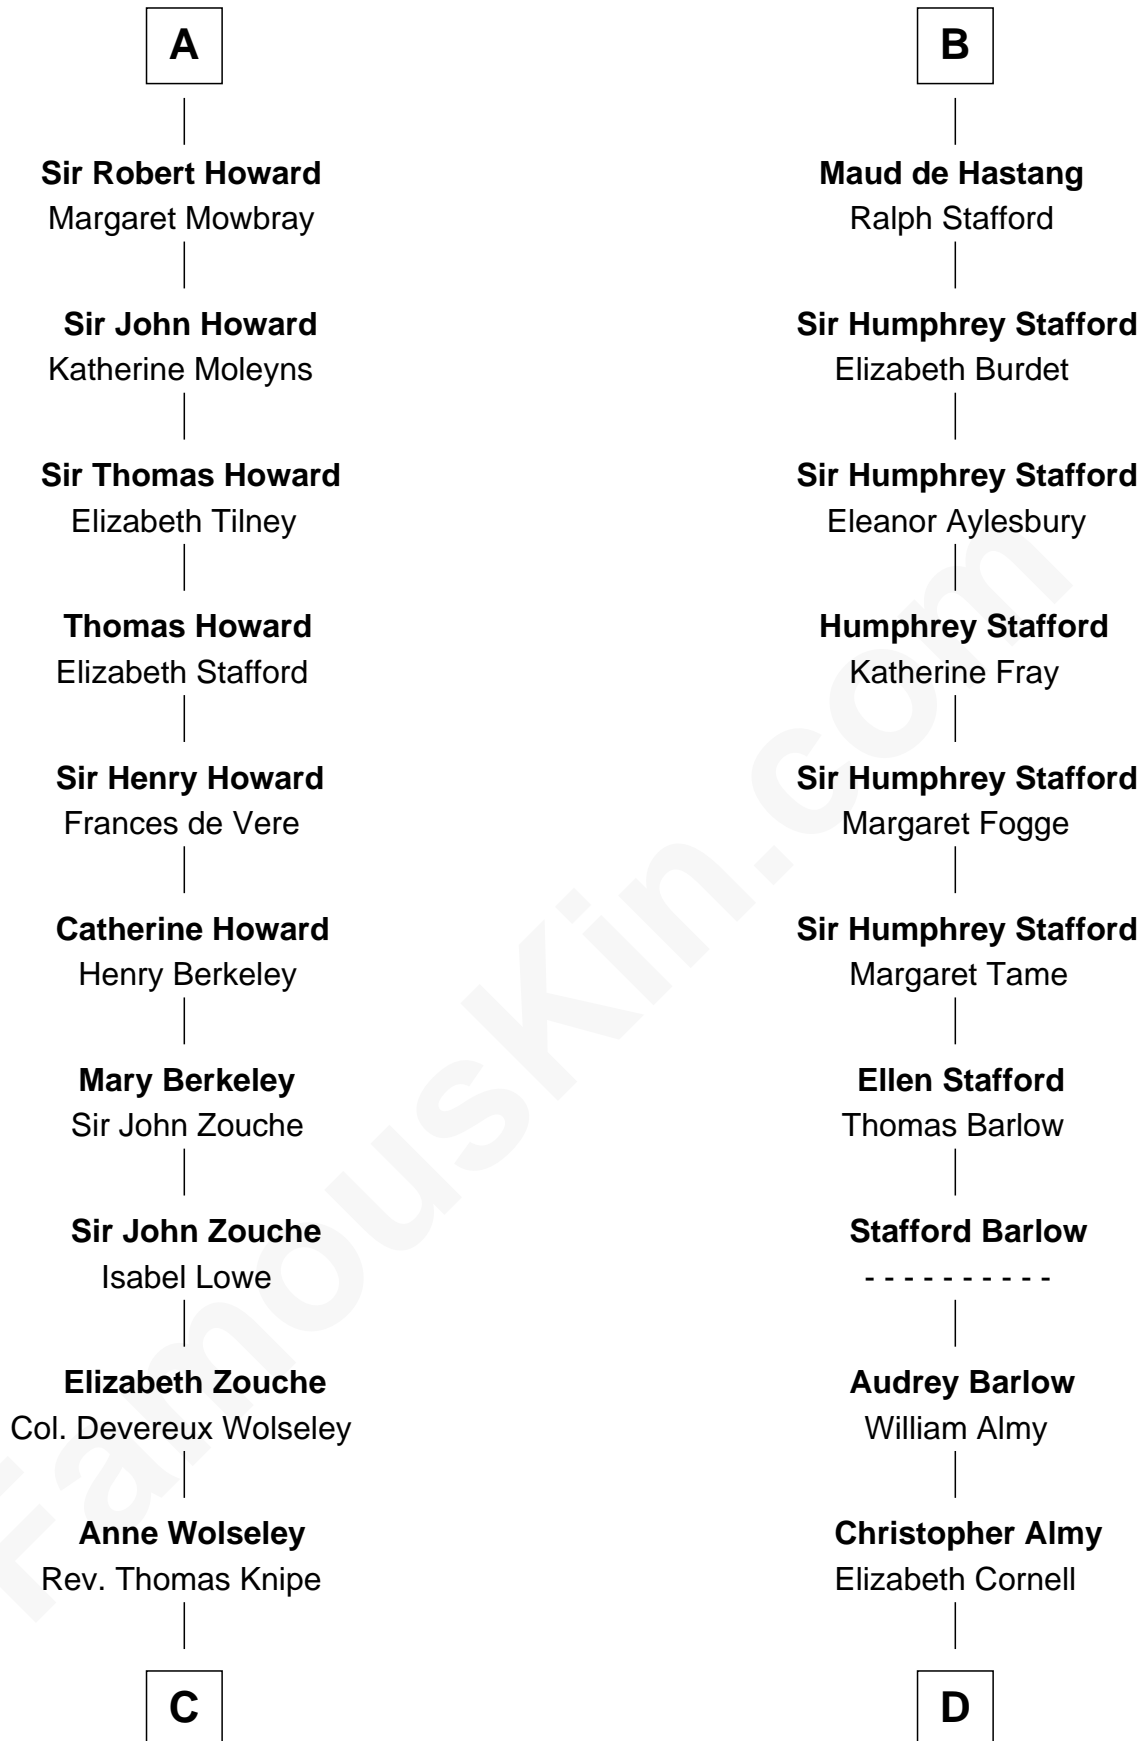 A
Sir Robert Howard
Margaret Mowbray
Sir John Howard
Katherine Moleyns
Sir Thomas Howard
Elizabeth Tilney
Thomas Howard
Elizabeth Stafford
Sir Henry Howard
Frances de Vere
Catherine Howard
Henry Berkeley
Mary Berkeley
Sir John Zouche
Sir John Zouche
Isabel Lowe
Elizabeth Zouche
Col. Devereux Wolseley
Anne Wolseley
Rev. Thomas Knipe
C
B
Maud de Hastang
Ralph Stafford
Sir Humphrey Stafford
Elizabeth Burdet
Sir Humphrey Stafford
Eleanor Aylesbury
Humphrey Stafford
Katherine Fray
Sir Humphrey Stafford
Margaret Fogge
Sir Humphrey Stafford
Margaret Tame
Ellen Stafford
Thomas Barlow
Stafford Barlow
- - - - - - - - - -
Audrey Barlow
William Almy
Christopher Almy
Elizabeth Cornell
D
FamousKin.com